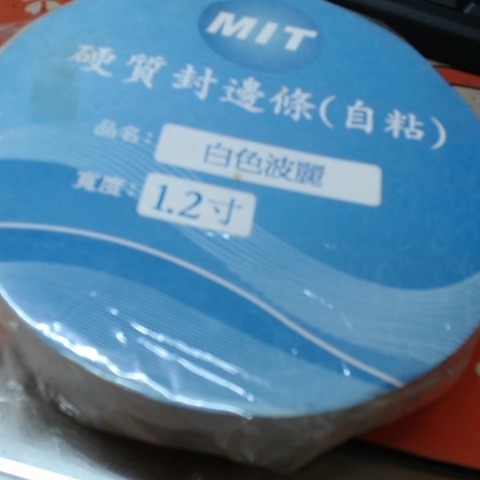 MIT
硬質封邊條(自粘)
品名：白色波麗
寬度：1.2寸